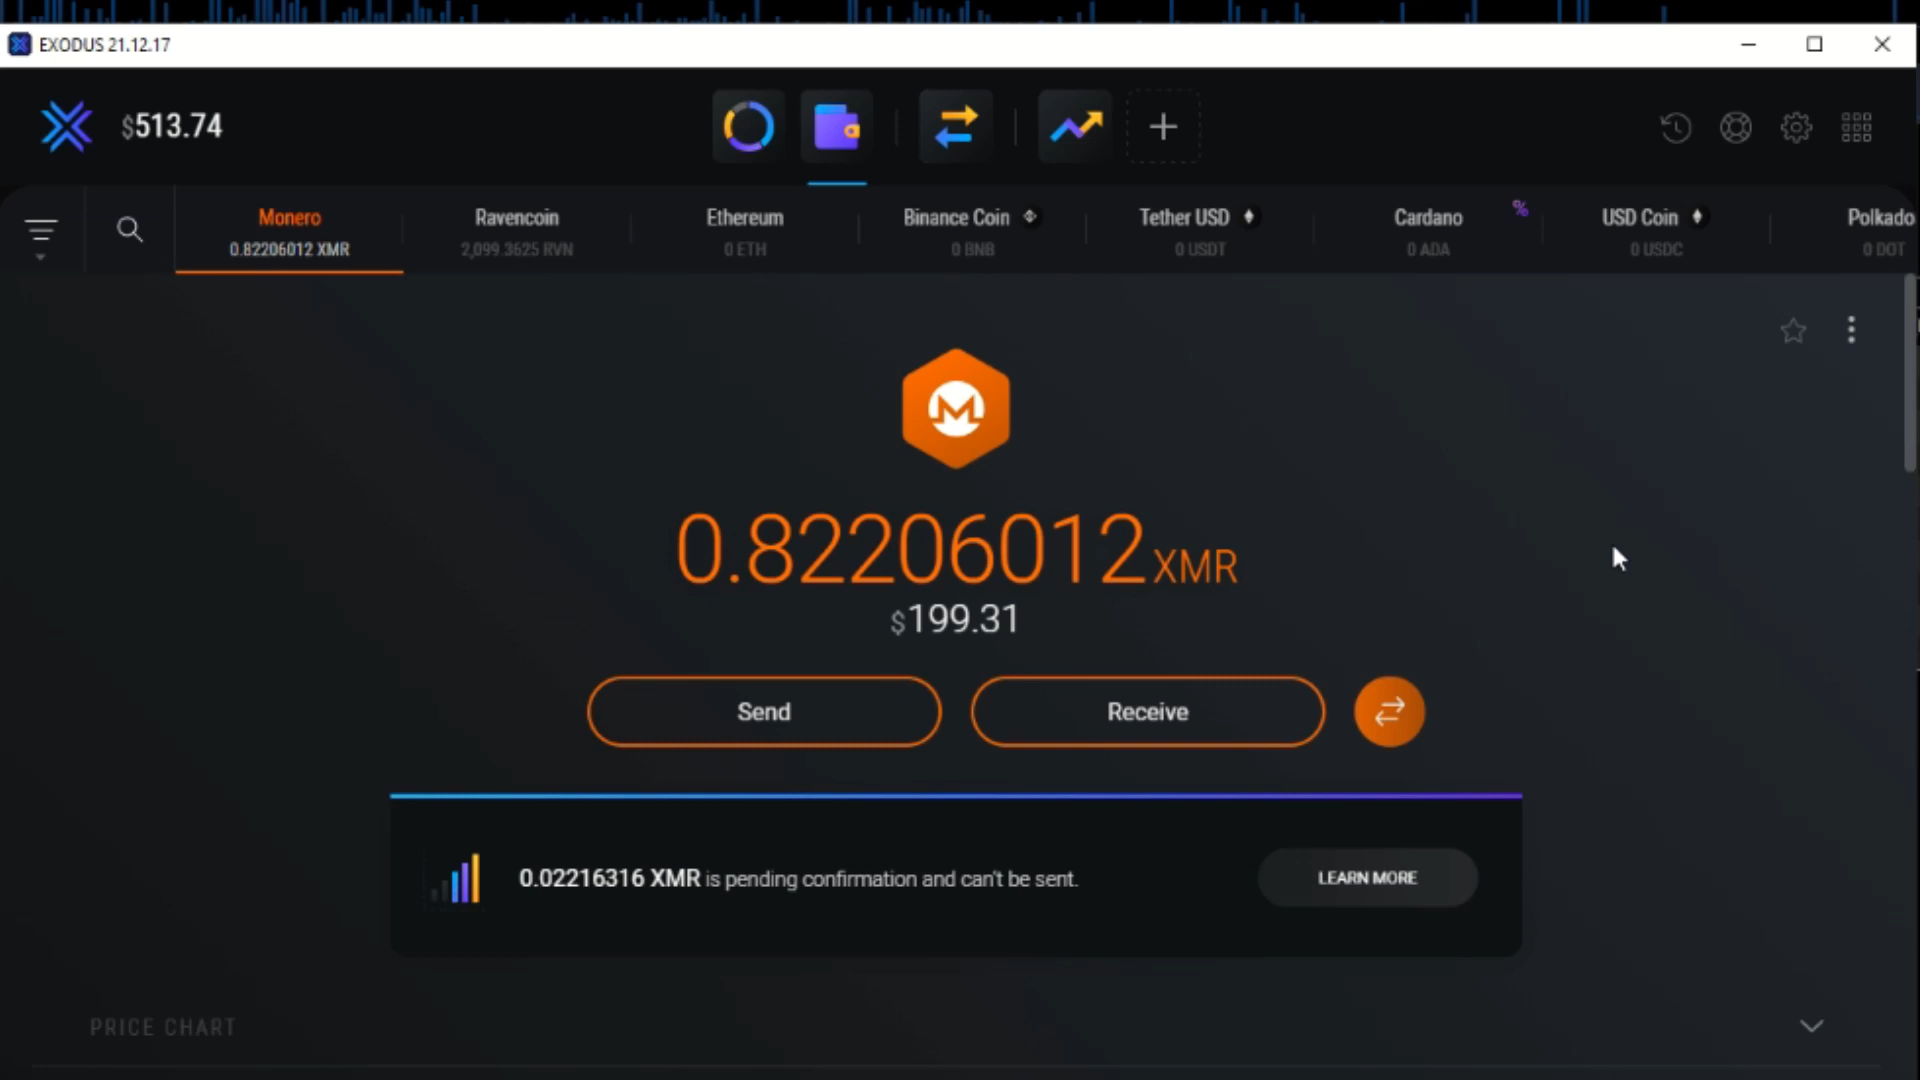 EXODUS 21.12.17
$513.74
Monero
0.82206012 XMR
Ravencoin
2,099.3625 RVN
Ethereum
0 ETH
Binance Coin
0 BNB
Tether USD
0 USDT
Cardano
0 ADA
%
USD Coin
0 USDC
Polkado
0 DOT
0.82206012 XMR
$199.31
Send
Receive
0.02216316 XMR is pending confirmation and can't be sent.
LEARN MORE
PRICE CHART